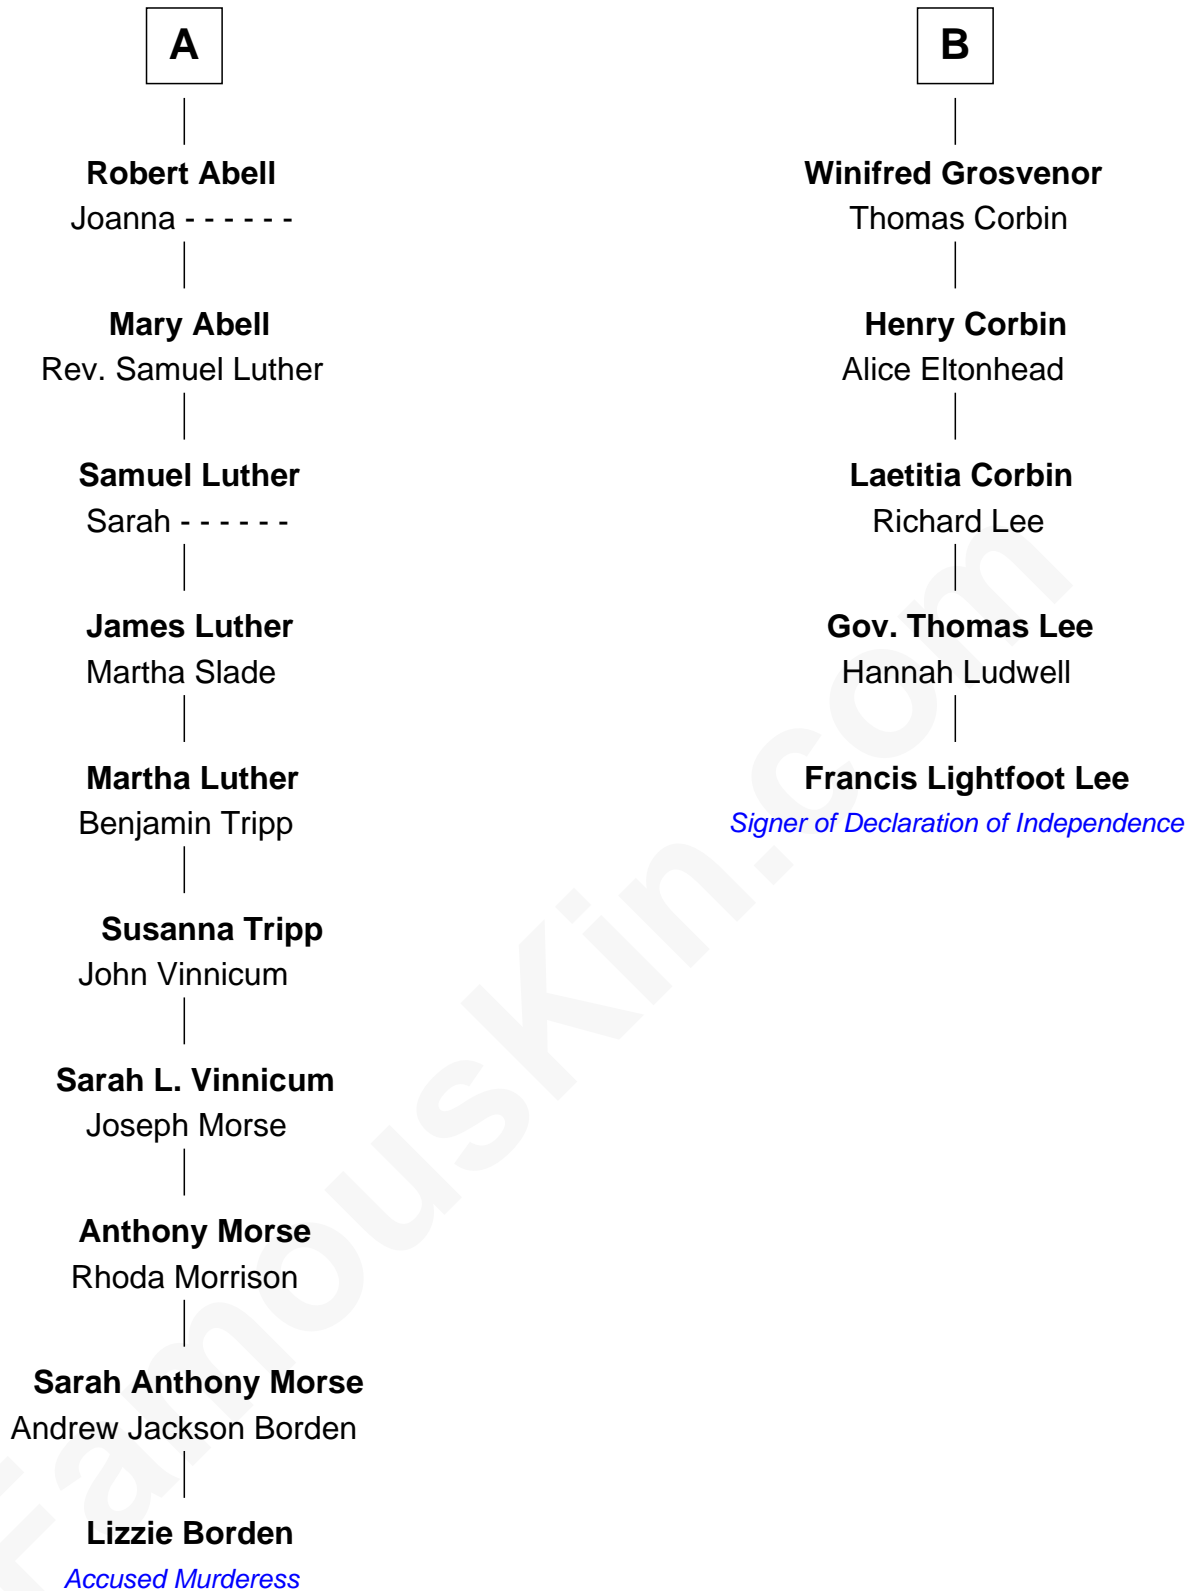 A
Robert Abell
Joanna - - - - - -
Mary Abell
Rev. Samuel Luther
Samuel Luther
Sarah - - - - - -
James Luther
Martha Slade
Martha Luther
Benjamin Tripp
Susanna Tripp
John Vinnicum
Sarah L. Vinnicum
Joseph Morse
Anthony Morse
Rhoda Morrison
Sarah Anthony Morse
Andrew Jackson Borden
Lizzie Borden
Accused Murderess
B
Winifred Grosvenor
Thomas Corbin
Henry Corbin
Alice Eltonhead
Laetitia Corbin
Richard Lee
Gov. Thomas Lee
Hannah Ludwell
Francis Lightfoot Lee
Signer of Declaration of Independence
FamousKin.com